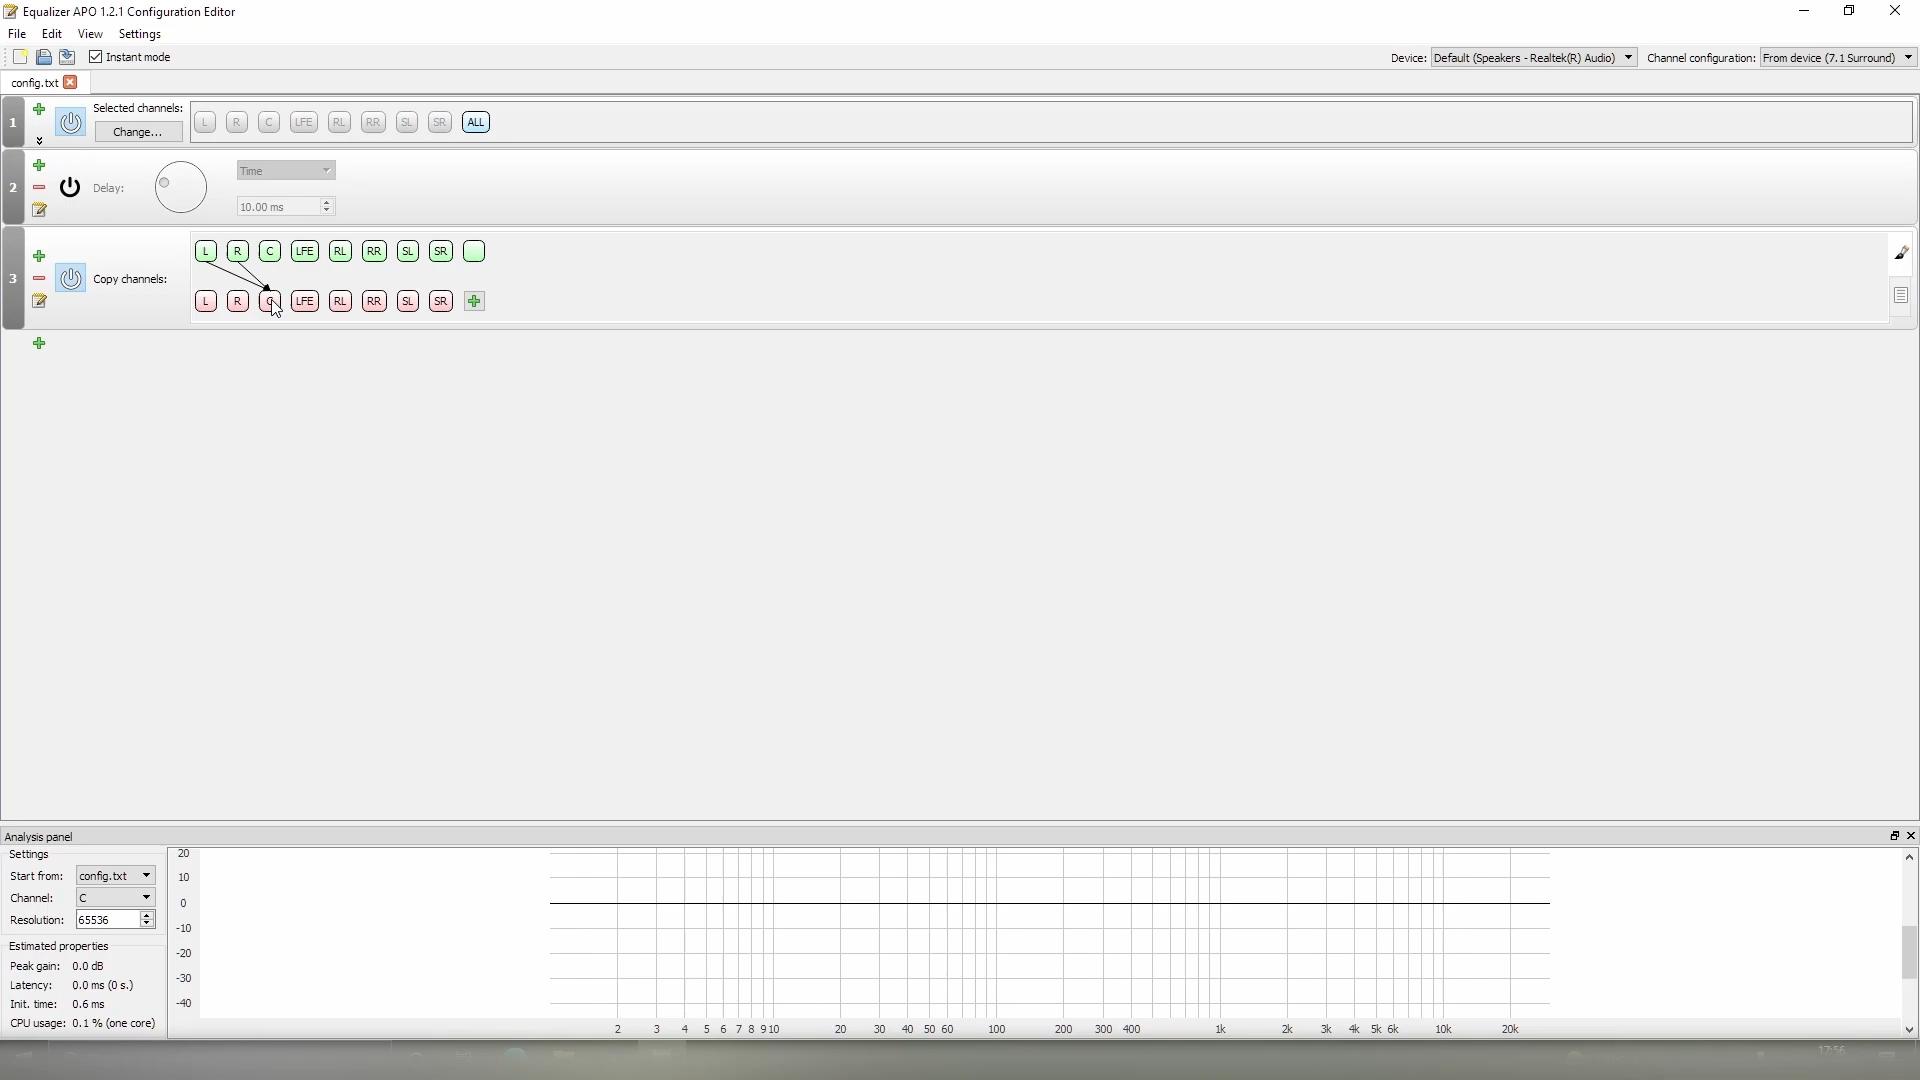 Equalizer APO 1.2.1 Configuration Editor
File Edit View Settings
Instant mode Device: Default (Speakers - Realtek(R) Audio) Channel configuration: From device (7.1 Surround)
config.txt
1 Selected channels: L R C LFE RL RR SL SR ALL
Change...
2 Delay: Time
10.00 ms
L R C LFE RL RR SL SR
3 Copy channels:
L R C LFE RL RR SL SR
Analysis panel
Settings
Start from: config.txt
Channel: C
Resolution: 65536
Estimated properties
Peak gain: 0.0 dB
Latency: 0.0 ms (0 s.)
Init. time: 0.6 ms
CPU usage: 0.1 % (one core)
20
10
0
-10
-20
-30
-40
2 3 4 5 6 7 8 9 10 20 30 40 50 60 100 200 300 400 1k 2k 3k 4k 5k 6k 10k 20k
17:56